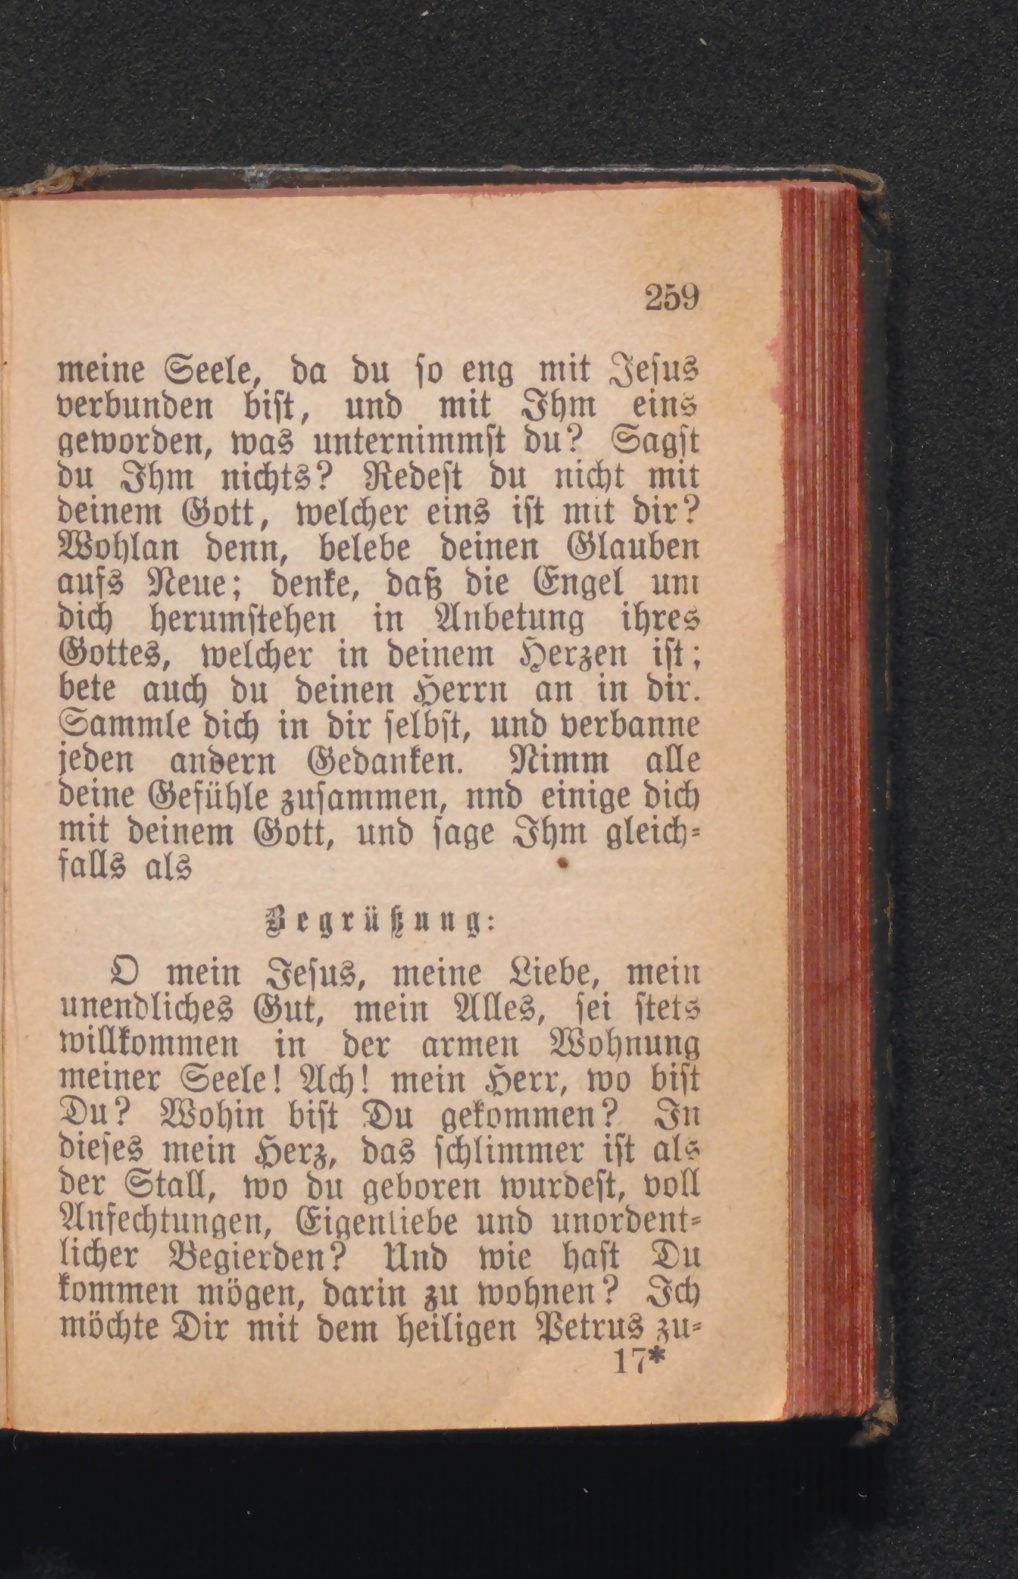 259
meine Seele, da du so eng mit Jesus
verbunden bist, und mit Ihm eins
geworden, was unternimmst du? Sagst
du Ihm nichts? Redest du nicht mit
deinem Gott, welcher eins ist mit dir?
Wohlan denn, belebe deinen Glauben
aufs Neue; denke, daß die Engel um
dich herumstehen in Anbetung ihres
Gottes, welcher in deinem Herzen ist;
bete auch du deinen Herrn an in dir.
Sammle dich in dir selbst, und verbanne
jeden andern Gedanken. Nimm alle
deine Gefühle zusammen, nnd einige dich
mit deinem Gott, und sage Ihm gleich-
falls als
Begrüßung:
O mein Jesus, meine Liebe, mein
unendliches Gut, mein Alles, sei stets
willkommen in der armen Wohnung
meiner Seele! Ach! mein Herr, wo bist
Du? Wohin bist Du gekommen? In
dieses mein Herz, das schlimmer ist als
der Stall, wo du geboren wurdest, voll
Anfechtungen, Eigenliebe und unordent-
licher Begierden? Und wie hast Du
kommen mögen, darin zu wohnen? Ich
möchte Dir mit dem heiligen Petrus zu-
17*